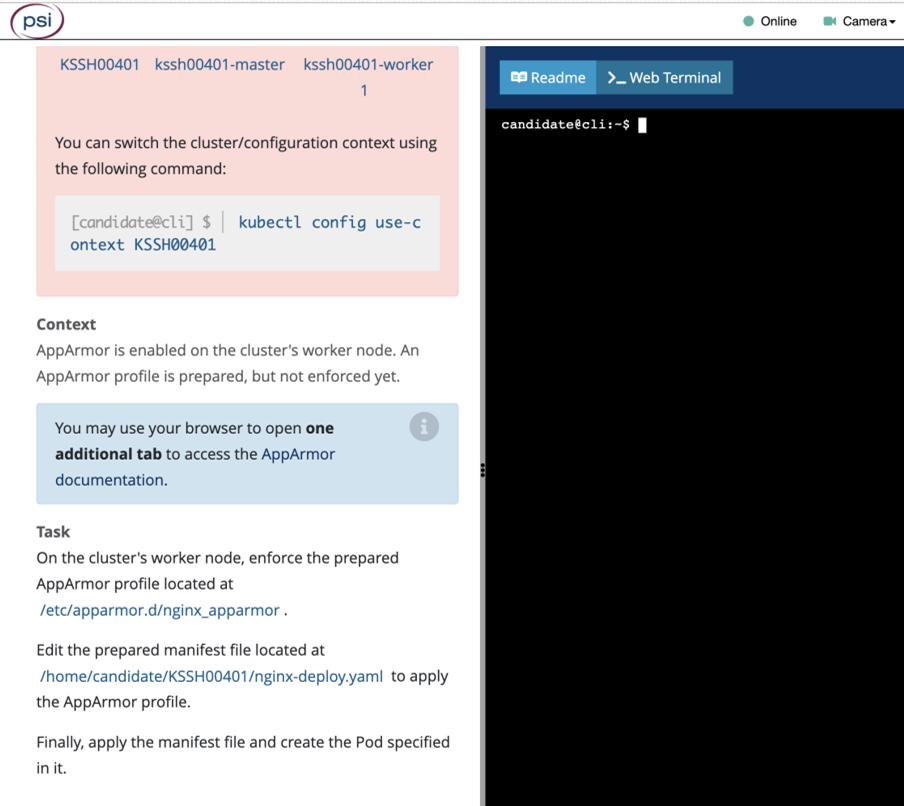 psi
Online
Camera
KSSH00401 kssh00401-master kssh00401-worker
1
You can switch the cluster/configuration context using
the following command:
[candidate@cli] $ | kubectl config use-c
ontext KSSH00401
Context
AppArmor is enabled on the cluster's worker node. An
AppArmor profile is prepared, but not enforced yet.
You may use your browser to open one
additional tab to access the AppArmor
documentation.
Task
On the cluster's worker node, enforce the prepared
AppArmor profile located at
/etc/apparmor.d/nginx_apparmor .
Edit the prepared manifest file located at
/home/candidate/KSSH00401/nginx-deploy.yaml to apply
the AppArmor profile.
Finally, apply the manifest file and create the Pod specified
in it.
Readme
>_ Web Terminal
candidate@cli:~$